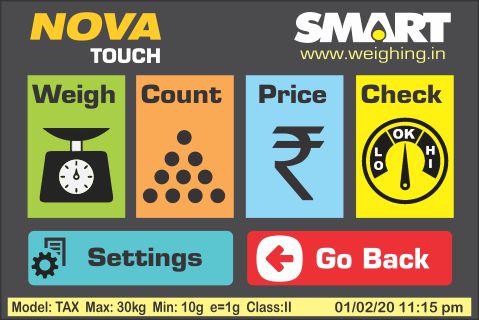 NOVA
TOUCH
SMART
www.weighing.in
Weigh
Count
Price
Check
₹
LO OK HI
Settings
Go Back
Model: TAX Max: 30kg Min: 10g e=1g Class:II 01/02/20 11:15 pm